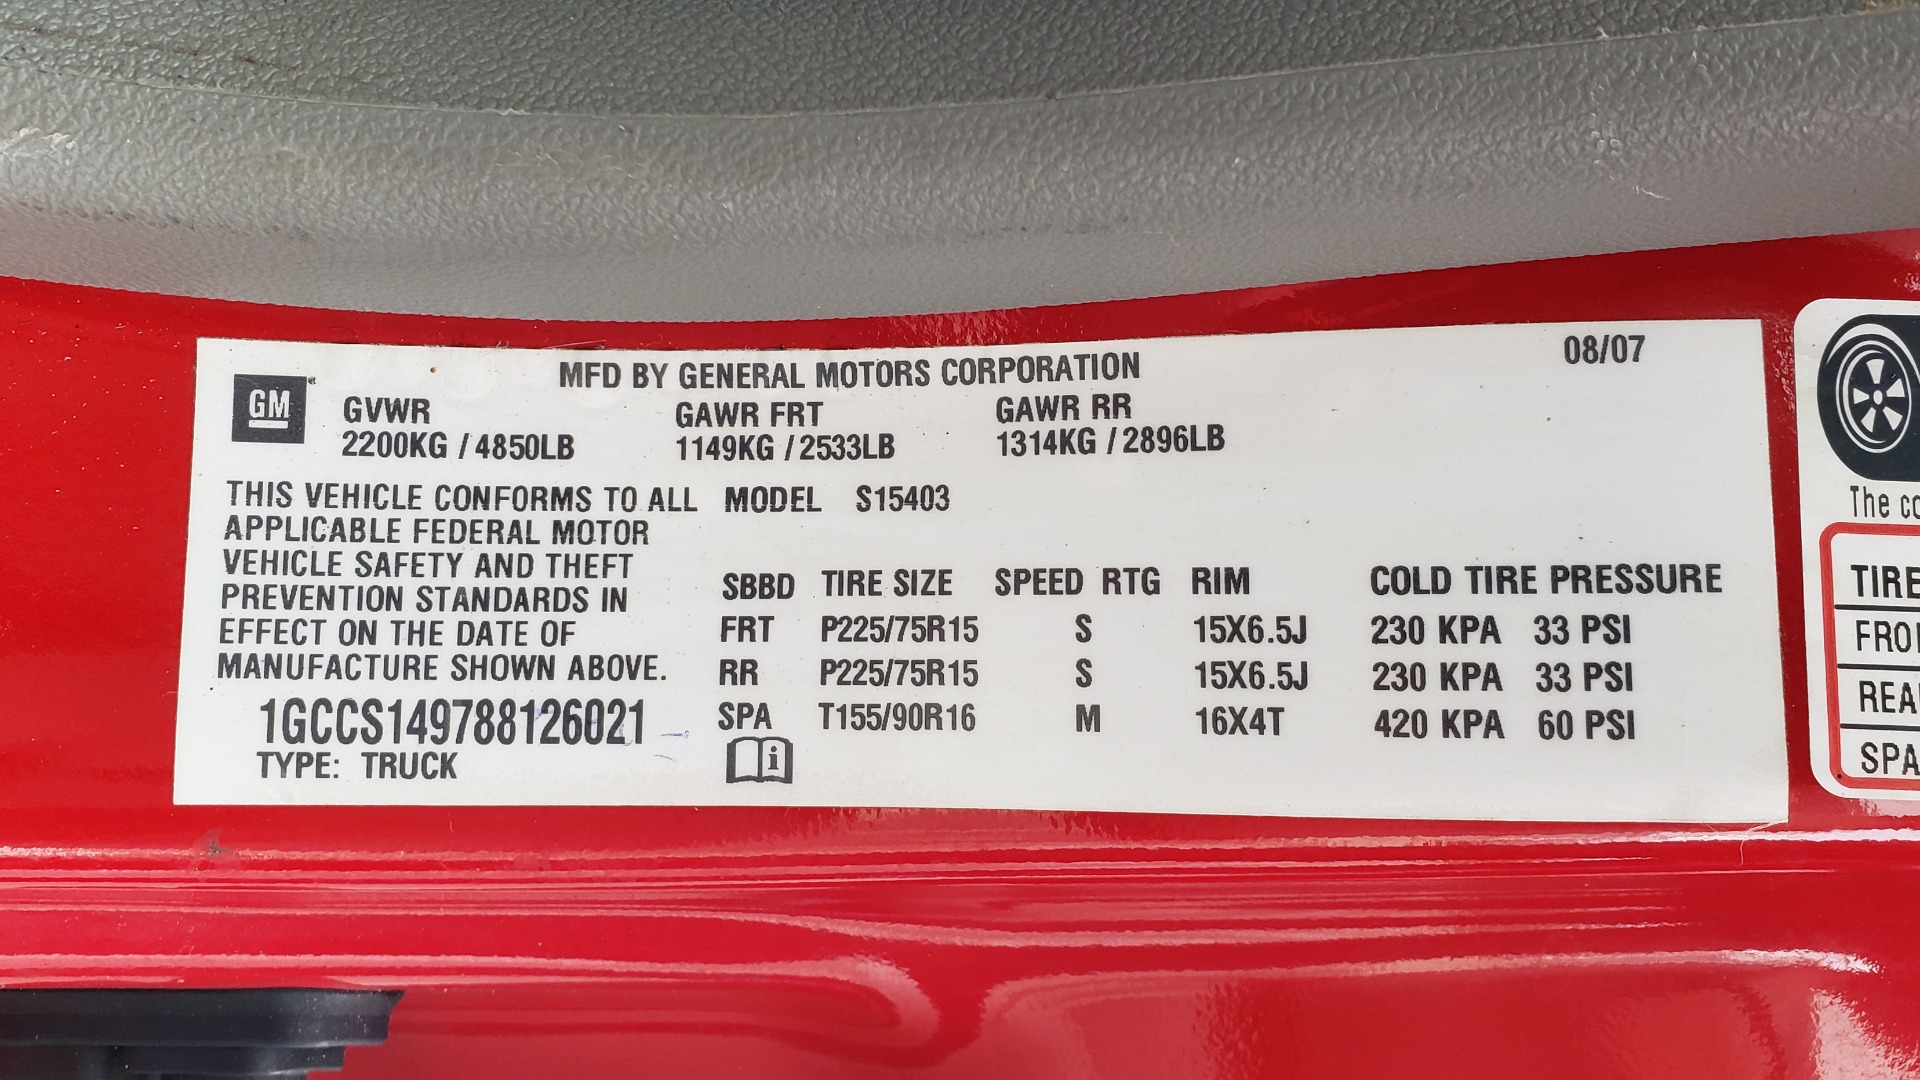 08/07
MFD BY GENERAL MOTORS CORPORATION
GM
GVWR GAWR FRT GAWR RR
2200KG / 4850LB 1149KG / 2533LB 1314KG / 2896LB
THIS VEHICLE CONFORMS TO ALL MODEL S15403
APPLICABLE FEDERAL MOTOR
VEHICLE SAFETY AND THEFT
PREVENTION STANDARDS IN
EFFECT ON THE DATE OF
MANUFACTURE SHOWN ABOVE.
1GCCS149788126021
TYPE: TRUCK
SBBD TIRE SIZE SPEED RTG RIM COLD TIRE PRESSURE
FRT P225/75R15 S 15X6.5J 230 KPA 33 PSI
RR P225/75R15 S 15X6.5J 230 KPA 33 PSI
SPA T155/90R16 M 16X4T 420 KPA 60 PSI
i
The
TIRE